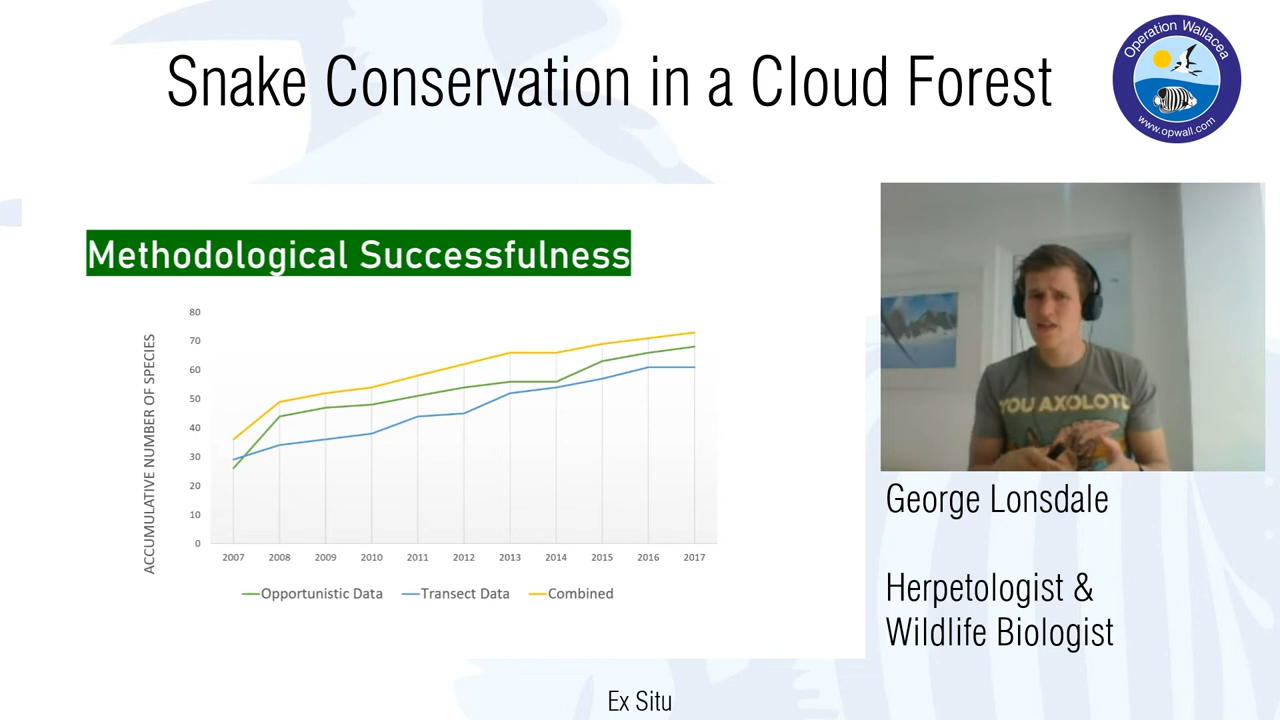 Snake Conservation in a Cloud Forest
Operation Wallacea
www.opwall.com
Methodological Successfulness
ACCUMULATIVE NUMBER OF SPECIES
80
70
60
50
40
30
20
10
0
2007 2008 2009 2010 2011 2012 2013 2014 2015 2016 2017
Opportunistic Data Transect Data Combined
YOU AXOLOTL
George Lonsdale
Herpetologist &
Wildlife Biologist
Ex Situ